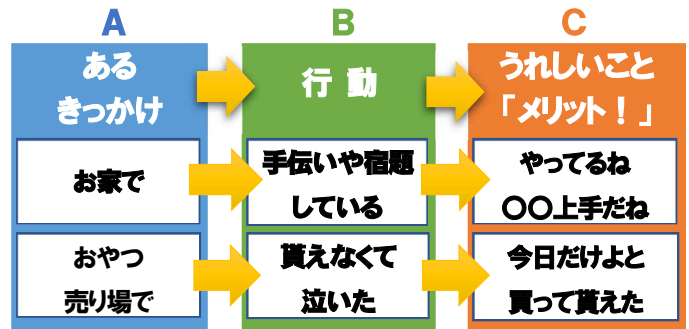 A
B
C
ある
きっかけ
行 動
うれしいこと
「メリット！」
お家で
手伝いや宿題
している
やってるね
〇〇上手だね
おやつ
売り場で
貰えなくて
泣いた
今日だけよと
買って貰えた